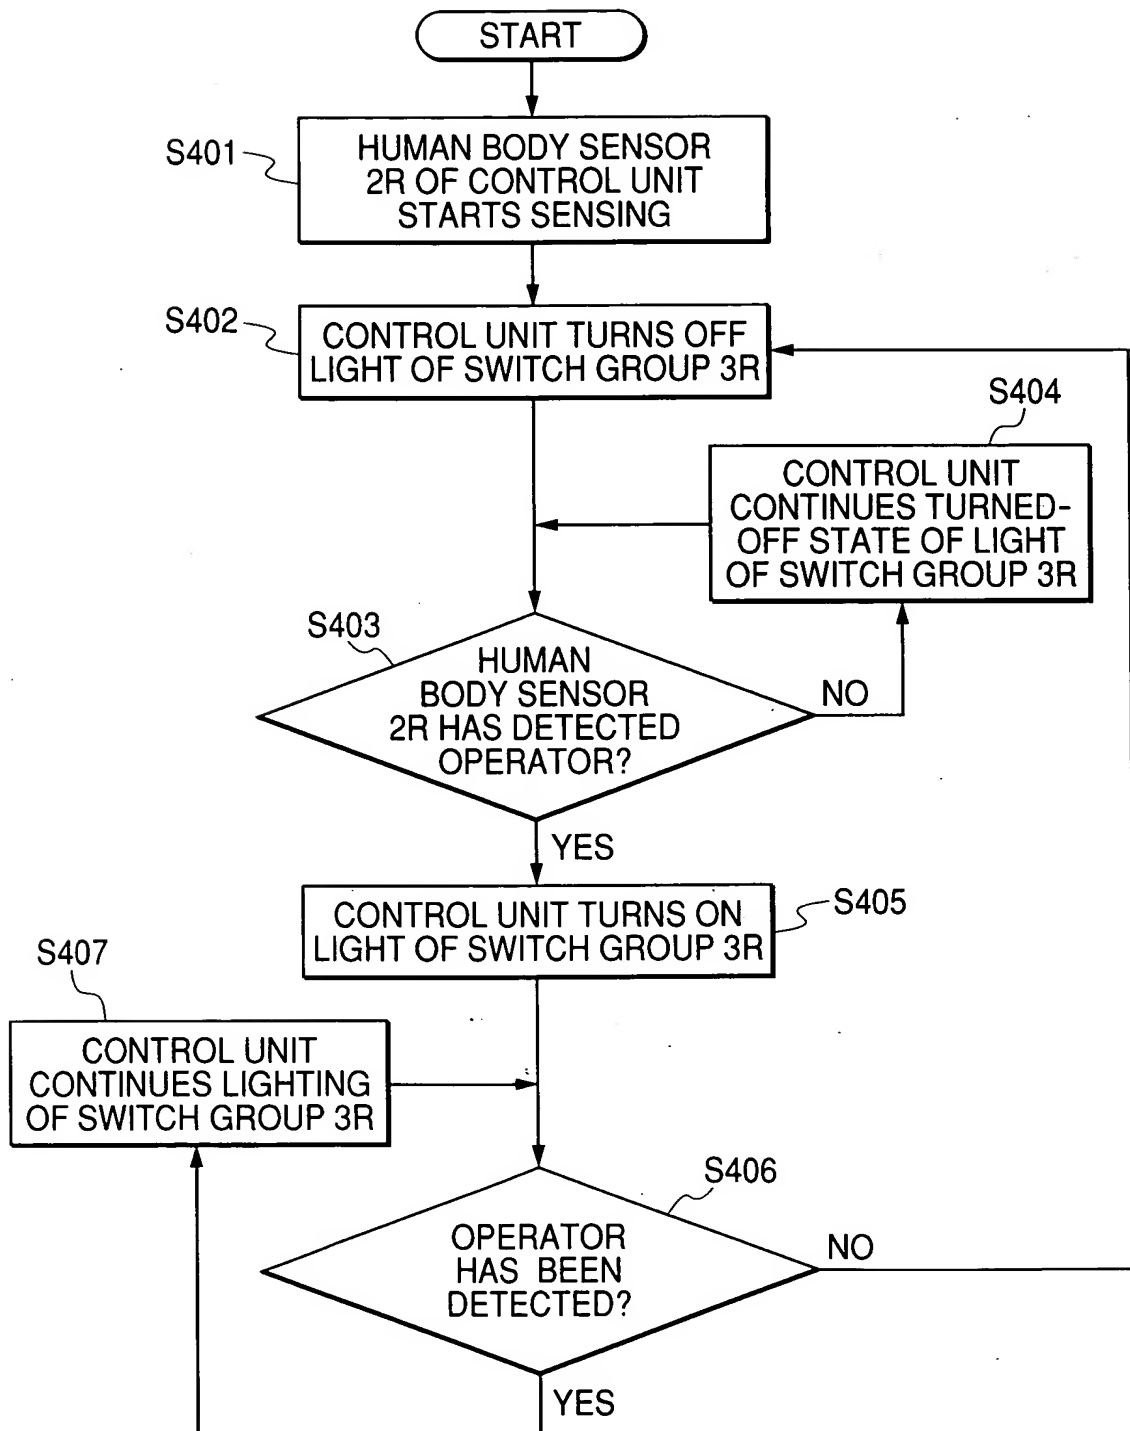 START
S401
HUMAN BODY SENSOR
2R OF CONTROL UNIT
STARTS SENSING
S402
CONTROL UNIT TURNS OFF
LIGHT OF SWITCH GROUP 3R
S404
CONTROL UNIT
CONTINUES TURNED-
OFF STATE OF LIGHT
OF SWITCH GROUP 3R
S403
HUMAN
BODY SENSOR
2R HAS DETECTED
OPERATOR?
NO
YES
CONTROL UNIT TURNS ON
LIGHT OF SWITCH GROUP 3R
S405
S407
CONTROL UNIT
CONTINUES LIGHTING
OF SWITCH GROUP 3R
S406
OPERATOR
HAS BEEN
DETECTED?
NO
YES